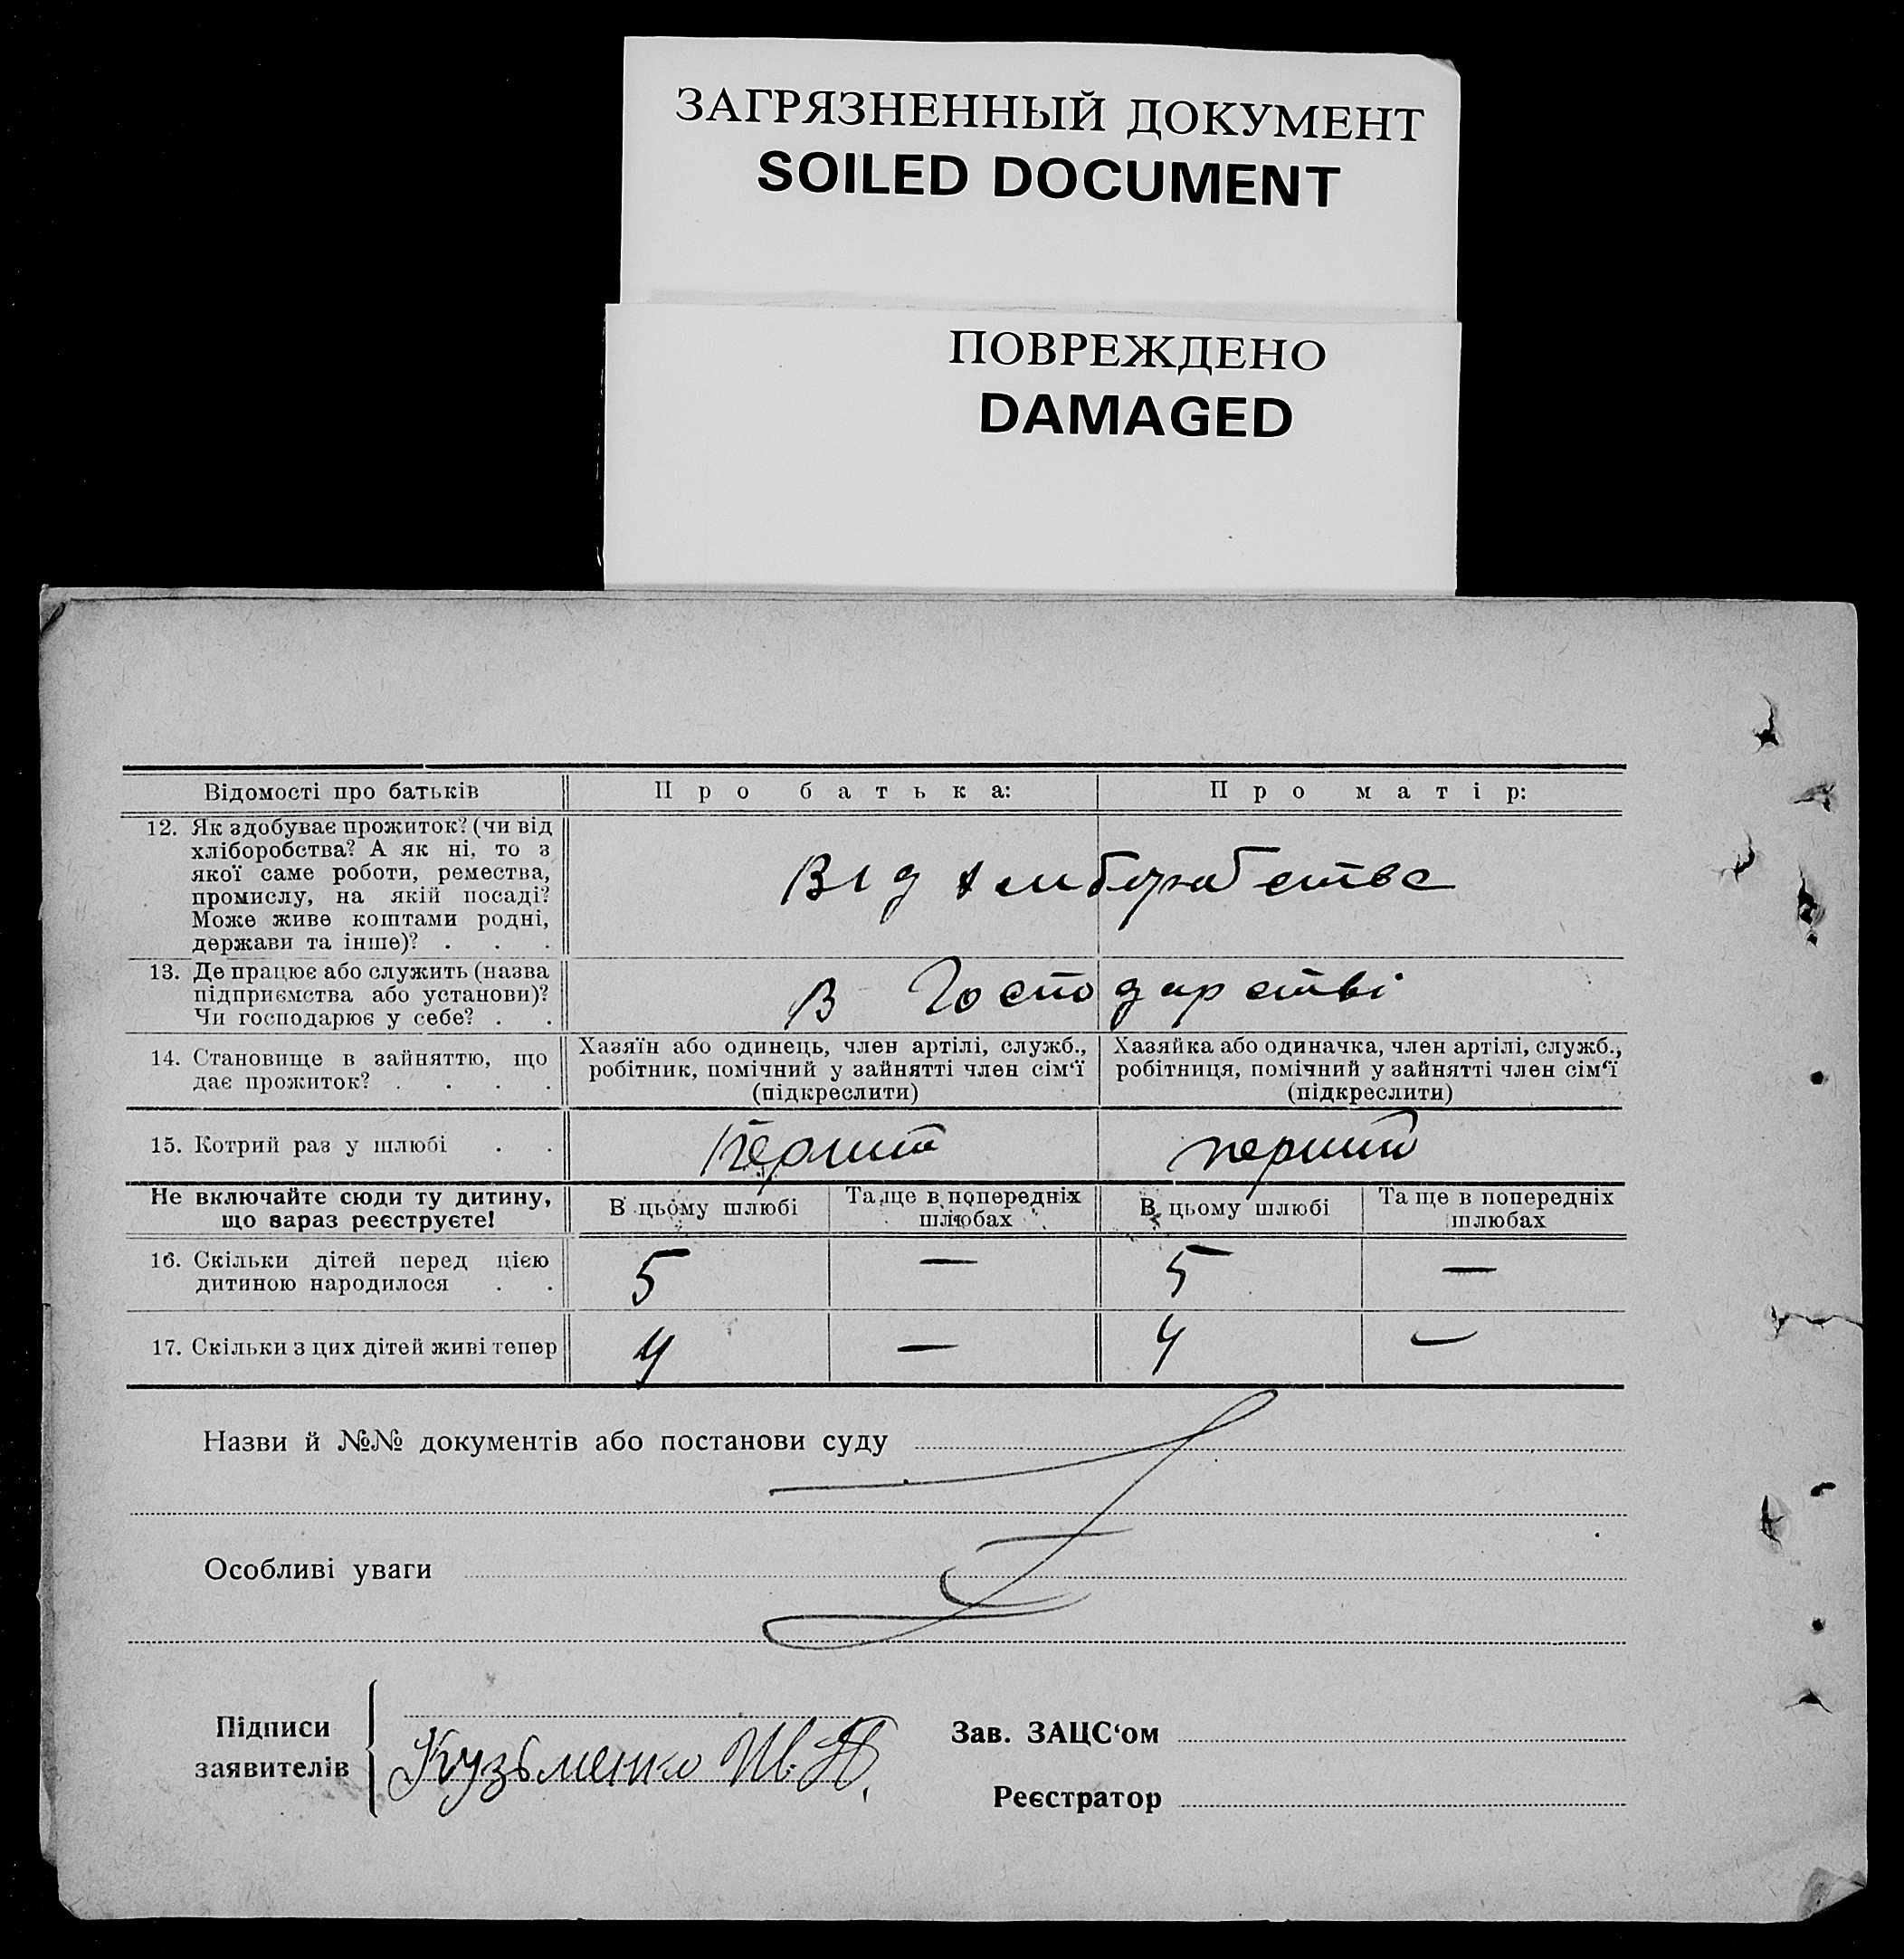 ЗАГРЯЗНЕННЫЙ ДОКУМЕНТ
SOILED DOCUMENT
ПОВРЕЖДЕНО
DAMAGED
Відомості про батьків
Про батька:
Про матір:
12. Як здобуває прожиток? (чи від
хліборобства? А як ні, то з
якої саме роботи, ремества,
промислу, на якій посаді?
Може живе коштами родні,
держави та інше)? . . .
Від хліборобства
13. Де працює або служить (назва
підприємства або установи)?
Чи господарює у себе? . .
В Господарстві
14. Становище в зайняттю, що
дає прожиток? . . . .
Хазяїн або одинець, член артілі, служб.,
робітник, помічний у зайнятті член сім‘ї
(підкреслити)
Хазяйка або одиначка, член артілі, служб.,
робітниця, помічний у зайнятті член сім‘ї
(підкреслити)
15. Котрий раз у шлюбі . .
перший
перший
Не включайте сюди ту дитину,
що зараз реєструєте!
В цьому шлюбі
Та ще в попередніх
шлюбах
В цьому шлюбі
Та ще в попередніх
шлюбах
16. Скільки дітей перед цією
дитиною народилося . .
5 — 5 —
17. Скільки з цих дітей живі тепер
4 — 4 —
Назви й №№ документів або постанови суду
Особливі уваги
Підписи
заявителів
Кузьменко
Зав. ЗАЦС‘ом
Реєстратор